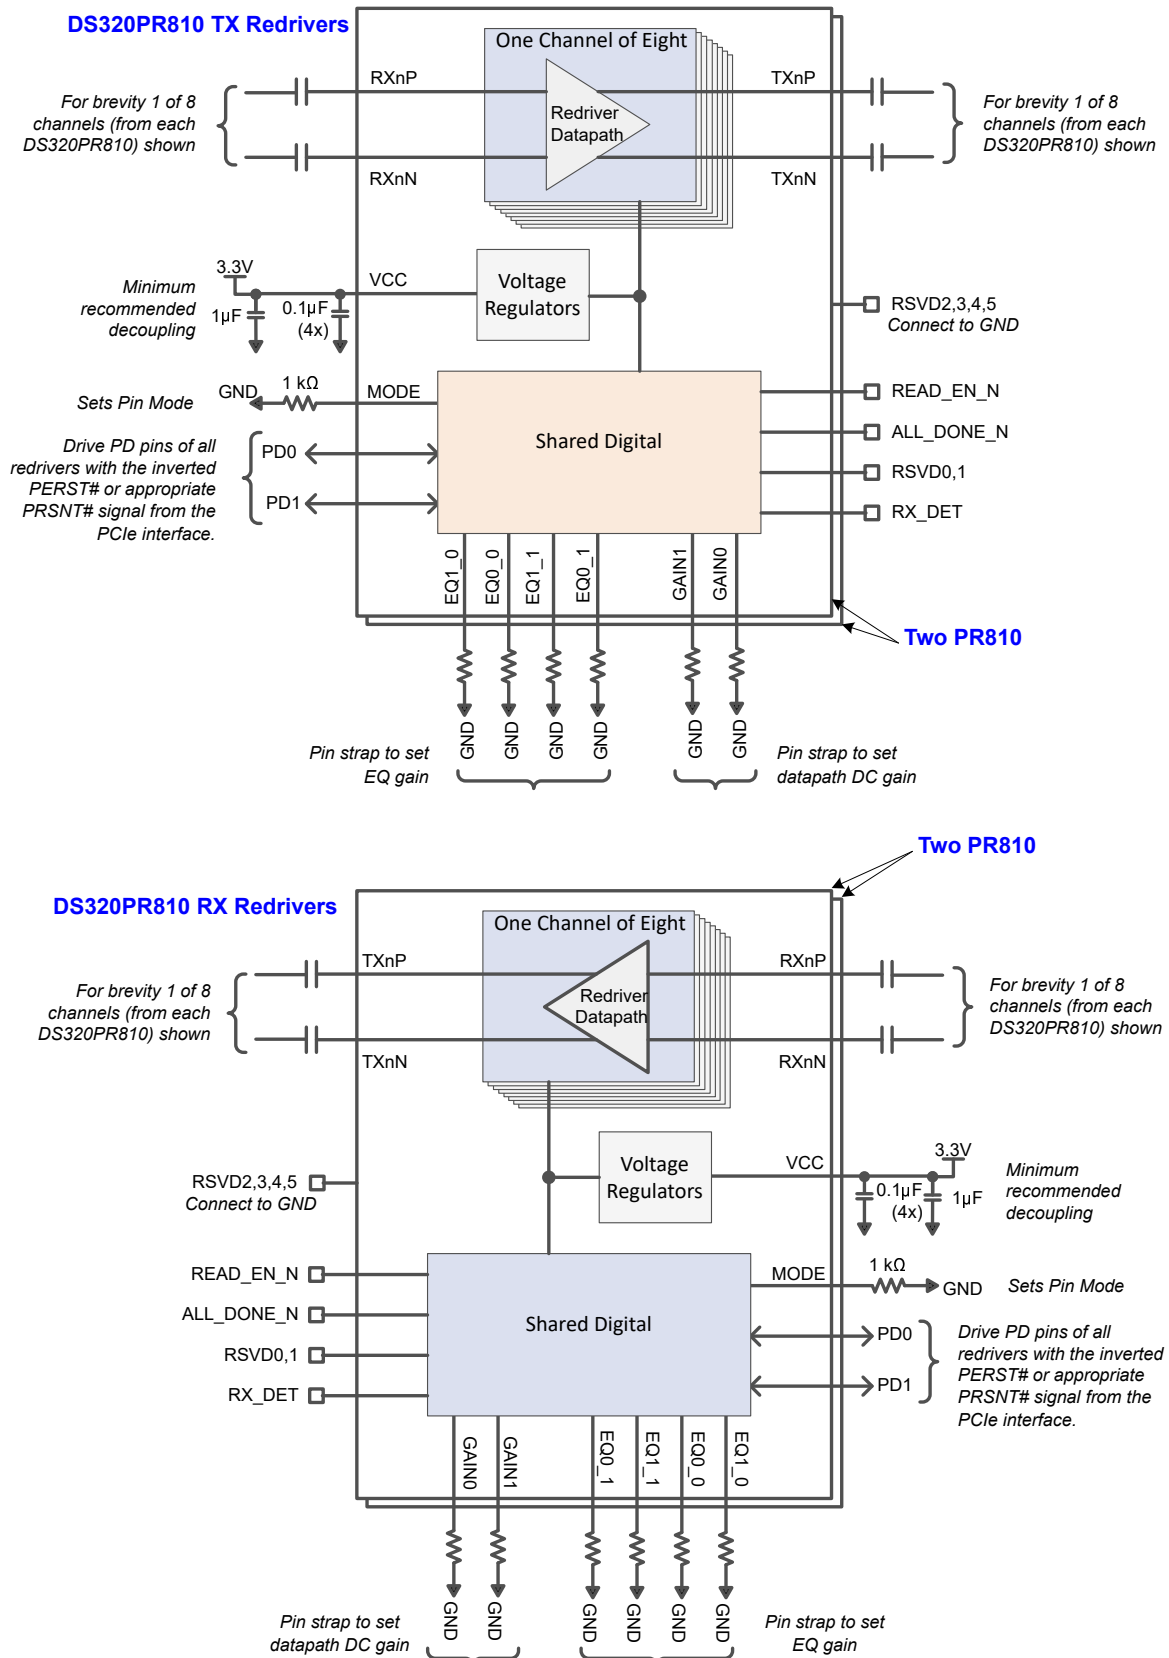 DS320PR810 TX Redrivers
One Channel of Eight
RXnP
TXnP
For brevity 1 of 8
channels (from each
DS320PR810) shown
Redriver
Datapath
For brevity 1 of 8
channels (from each
DS320PR810) shown
RXnN
TXnN
3.3V
VCC
Voltage
Regulators
Minimum
recommended
decoupling
1µF
0.1µF
(4x)
RSVD2,3,4,5
Connect to GND
Sets Pin Mode
GND
1 kΩ
MODE
Shared Digital
READ_EN_N
ALL_DONE_N
RSVD0,1
RX_DET
Drive PD pins of all
redrivers with the inverted
PERST# or appropriate
PRSNT# signal from the
PCIe interface.
PD0
PD1
EQ1_0
EQ0_0
EQ1_1
EQ0_1
GAIN1
GAIN0
Two PR810
GND
GND
GND
GND
GND
GND
Pin strap to set
EQ gain
Pin strap to set
datapath DC gain
Two PR810
DS320PR810 RX Redrivers
One Channel of Eight
TXnP
RXnP
For brevity 1 of 8
channels (from each
DS320PR810) shown
Redriver
Datapath
For brevity 1 of 8
channels (from each
DS320PR810) shown
TXnN
RXnN
RSVD2,3,4,5
Connect to GND
Voltage
Regulators
VCC
3.3V
0.1µF
(4x)
1µF
Minimum
recommended
decoupling
READ_EN_N
ALL_DONE_N
RSVD0,1
RX_DET
Shared Digital
MODE
1 kΩ
GND
Sets Pin Mode
PD0
PD1
Drive PD pins of all
redrivers with the inverted
PERST# or appropriate
PRSNT# signal from the
PCIe interface.
GAIN0
GAIN1
EQ0_1
EQ1_1
EQ0_0
EQ1_0
GND
GND
GND
GND
GND
GND
Pin strap to set
datapath DC gain
Pin strap to set
EQ gain